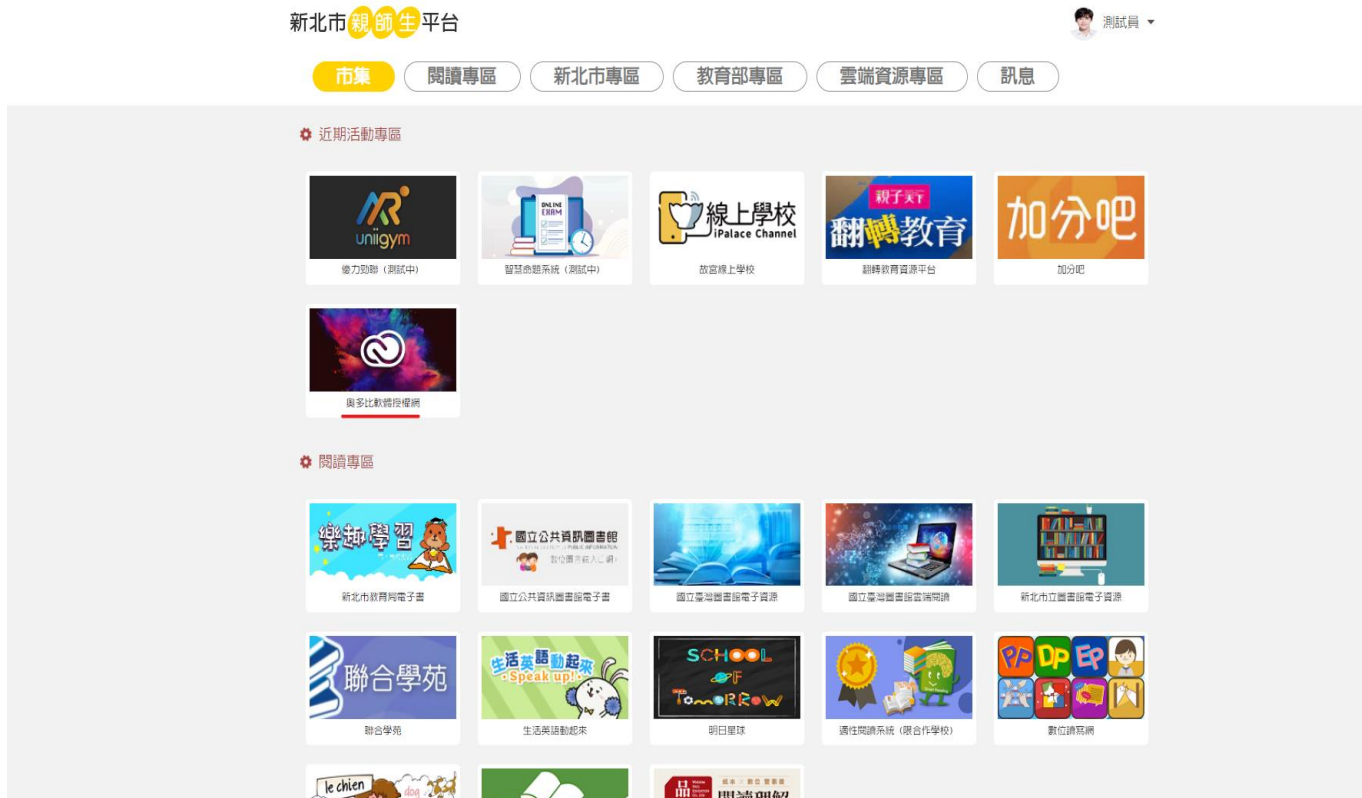 新北市親師生平台
測試員
市集
閱讀專區
新北市專區
教育部專區
雲端資源專區
訊息
近期活動專區
uniigym
ONLINE
EXAM
線上學校
iPalace Channel
親子天下
翻轉教育
加分吧
優力勁聯（測試中）
智慧命題系統（測試中）
故宮線上學校
翻轉教育資源平台
加分吧
奧多比軟體授權網
閱讀專區
樂趣學習
國立公共資訊圖書館
新北市教育局電子書
國立公共資訊圖書館電子書
國立臺灣圖書館電子資源
國立臺灣圖書館雲端閱讀
新北市立圖書館電子資源
聯合學苑
生活英語動起來
Speak up!
SCHOOL
OF
TOMORROW
PP DP EP
聯合學苑
生活英語動起來
明日星球
適性閱讀系統（限合作學校）
數位讀寫網
le chien
dog
品
閱讀理解